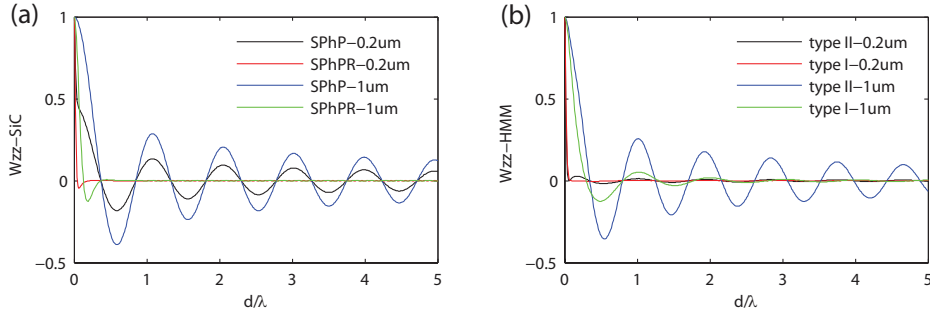 (a)
1
0.5
0
−0.5
Wzz−SiC
SPhP−0.2um
SPhPR−0.2um
SPhP−1um
SPhPR−1um
0 1 2 3 4 5
d/λ
(b)
1
0.5
0
−0.5
Wzz−HMM
type II−0.2um
type I−0.2um
type II−1um
type I−1um
0 1 2 3 4 5
d/λ